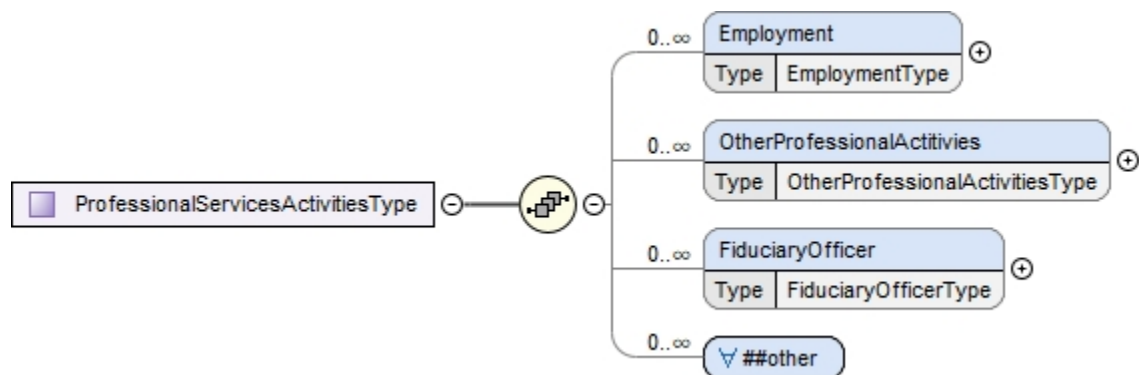 0..∞
Employment
Type EmploymentType
0..∞
OtherProfessionalActitivies
Type OtherProfessionalActivitiesType
ProfessionalServicesActivitiesType
0..∞
FiduciaryOfficer
Type FiduciaryOfficerType
0..∞
∀ ##other